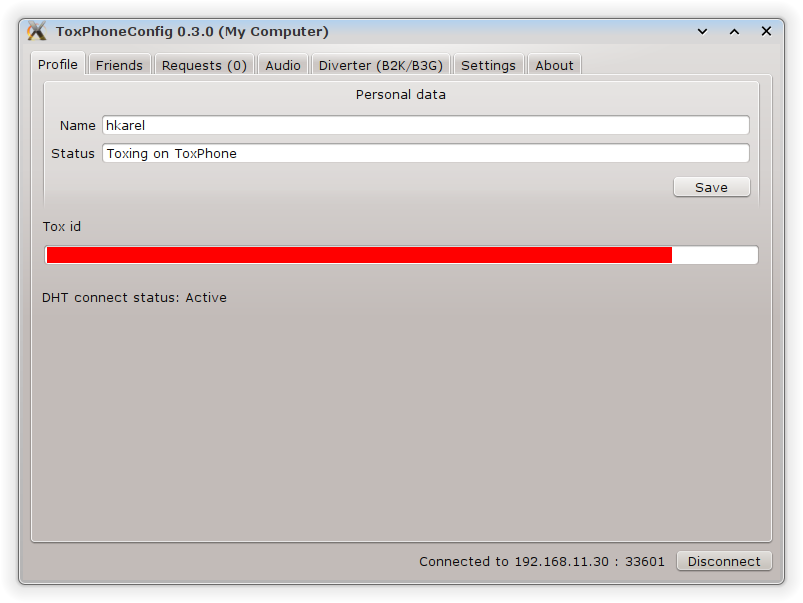 ToxPhoneConfig 0.3.0 (My Computer)
Profile Friends Requests (0) Audio Diverter (B2K/B3G) Settings About
Personal data
Name hkarel
Status Toxing on ToxPhone
Save
Tox id
DHT connect status: Active
Connected to 192.168.11.30 : 33601 Disconnect